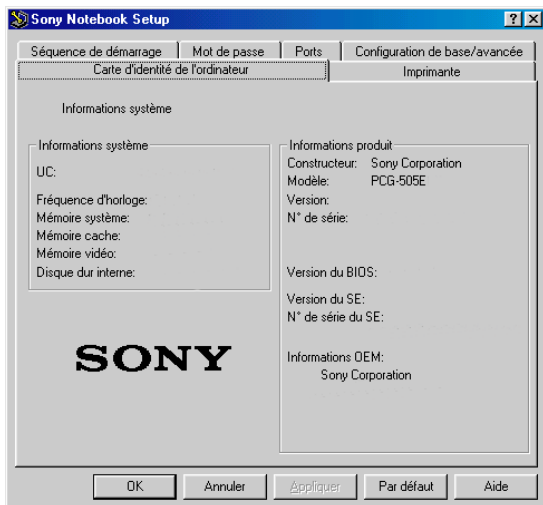 Sony Notebook Setup
Séquence de démarrage
Mot de passe
Ports
Configuration de base/avancée
Carte d'identité de l'ordinateur
Imprimante
Informations système
Informations système
UC:
Fréquence d'horloge:
Mémoire système:
Mémoire cache:
Mémoire vidéo:
Disque dur interne:
SONY
Informations produit
Constructeur: Sony Corporation
Modèle: PCG-505E
Version:
N° de série:
Version du BIOS:
Version du SE:
N° de série du SE:
Informations OEM:
Sony Corporation
OK
Annuler
Appliquer
Par défaut
Aide